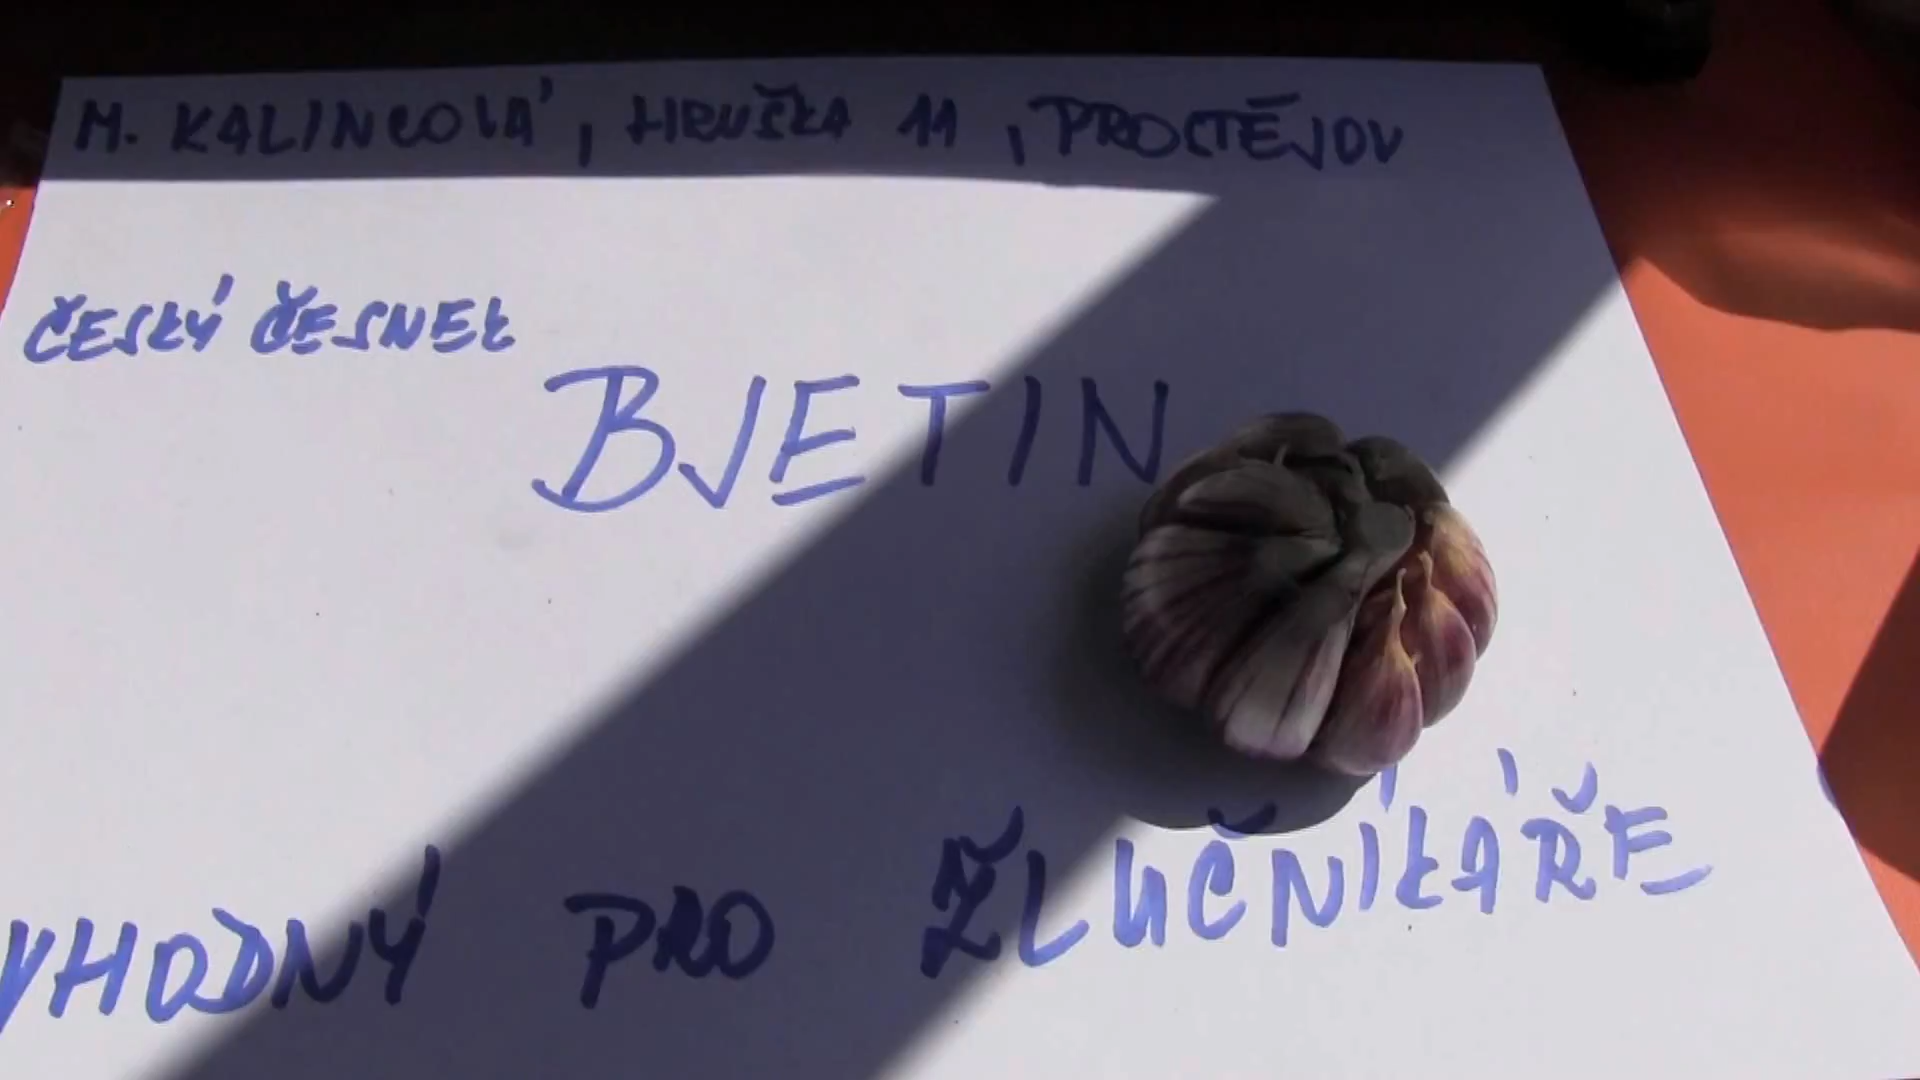 M. KALINCOVÁ, HRUŠKA 11, PROSTĚJOV
ČESKÝ ČESNEK
BJETIN
VHODNÝ PRO ŽLUČNÍKÁŘE